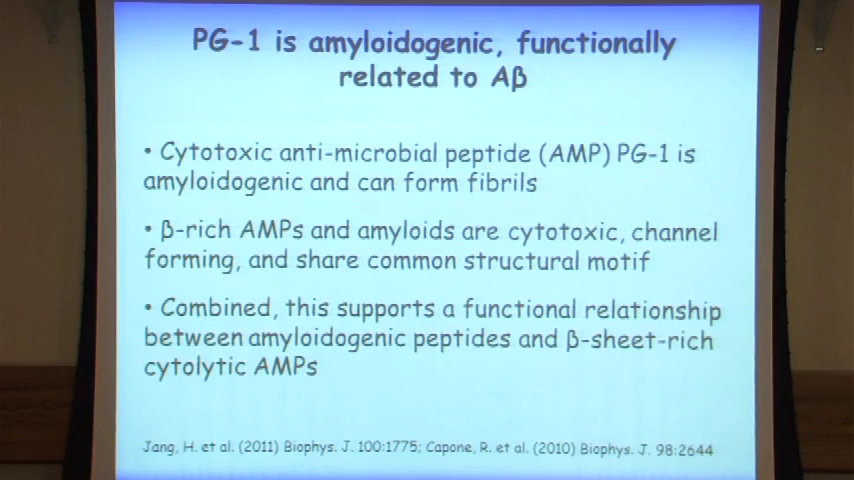 PG-1 is amyloidogenic, functionally
related to Aβ
• Cytotoxic anti-microbial peptide (AMP) PG-1 is
amyloidogenic and can form fibrils
• β-rich AMPs and amyloids are cytotoxic, channel
forming, and share common structural motif
• Combined, this supports a functional relationship
between amyloidogenic peptides and β-sheet-rich
cytolytic AMPs
Jang, H. et al. (2011) Biophys. J. 100:1775; Capone, R. et al. (2010) Biophys. J. 98:2644